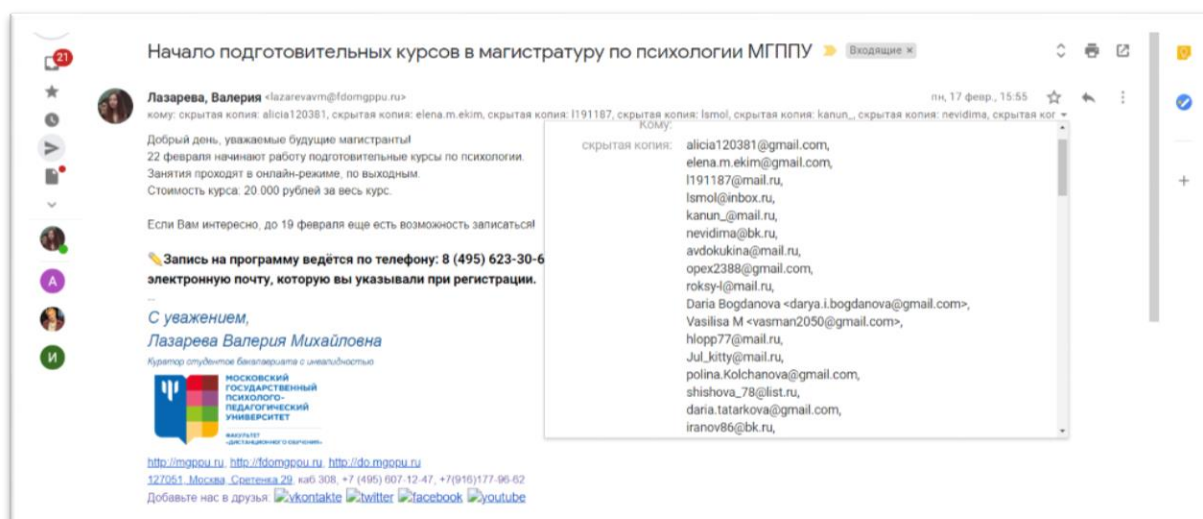 Начало подготовительных курсов в магистратуру по психологии МГППУ
Входящие ×
21
Лазарева, Валерия <lazarevavm@fdomgppu.ru>
пн, 17 февр., 15:55
кому: скрытая копия: alicia120381, скрытая копия: elena.m.ekim, скрытая копия: l191187, скрытая копия: lsmol, скрытая копия: kanun_, скрытая копия: nevidima, скрытая ког
Добрый день, уважаемые будущие магистранты!
22 февраля начинают работу подготовительные курсы по психологии.
Занятия проходят в онлайн-режиме, по выходным.
Стоимость курса: 20.000 рублей за весь курс.
Если Вам интересно, до 19 февраля еще есть возможность записаться!
Запись на программу ведётся по телефону: 8 (495) 623-30-6
электронную почту, которую вы указывали при регистрации.
--
С уважением,
Лазарева Валерия Михайловна
Куратор студентов бакалавриата с инвалидностью
МОСКОВСКИЙ
ГОСУДАРСТВЕННЫЙ
ПСИХОЛОГО-
ПЕДАГОГИЧЕСКИЙ
УНИВЕРСИТЕТ
ФАКУЛЬТЕТ
«ДИСТАНЦИОННОГО ОБУЧЕНИЯ»
http://mgppu.ru, http://fdomgppu.ru, http://do.mgppu.ru
127051, Москва, Сретенка 29, каб 308, +7 (495) 607-12-47, +7(916)177-96-62
Добавьте нас в друзья: vkontakte twitter facebook youtube
кому:
скрытая копия: alicia120381@gmail.com,
elena.m.ekim@gmail.com,
l191187@mail.ru,
lsmol@inbox.ru,
kanun_@mail.ru,
nevidima@bk.ru,
avdokukina@mail.ru,
opex2388@gmail.com,
roksy-l@mail.ru,
Daria Bogdanova <darya.i.bogdanova@gmail.com>,
Vasilisa M <vasman2050@gmail.com>,
hlopp77@mail.ru,
Jul_kitty@mail.ru,
polina.Kolchanova@gmail.com,
shishova_78@list.ru,
daria.tatarkova@gmail.com,
iranov86@bk.ru,
A
И